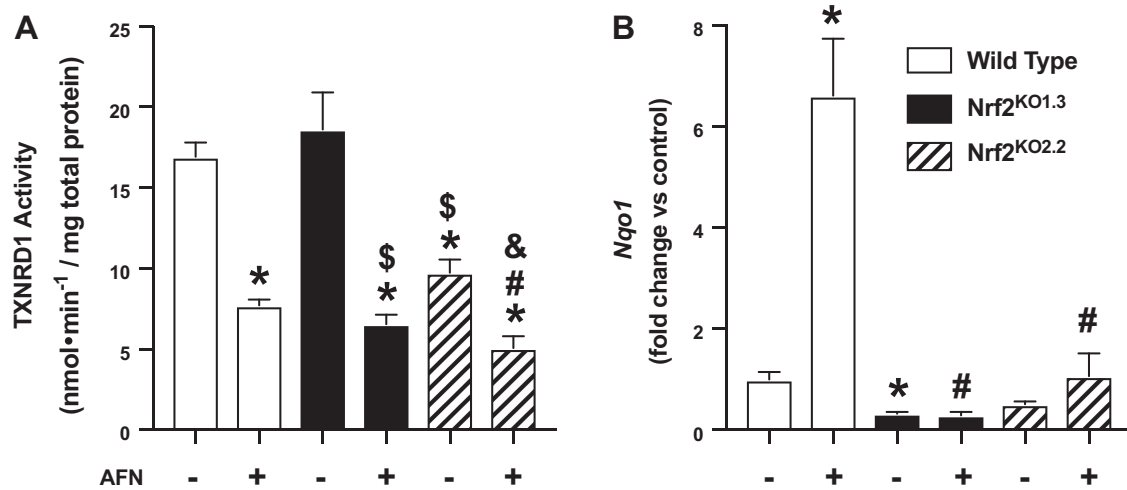 A
TXNRD1 Activity
(nmol•min⁻¹ / mg total protein)
25
20
15
10
5
0
*
$
*
$
*
&
#
*
AFN - + - + - +
B
Nqo1
(fold change vs control)
8
6
4
2
0
*
*
#
#
Wild Type
Nrf2ᴷᴼ¹·³
Nrf2ᴷᴼ²·²
- + - + - +